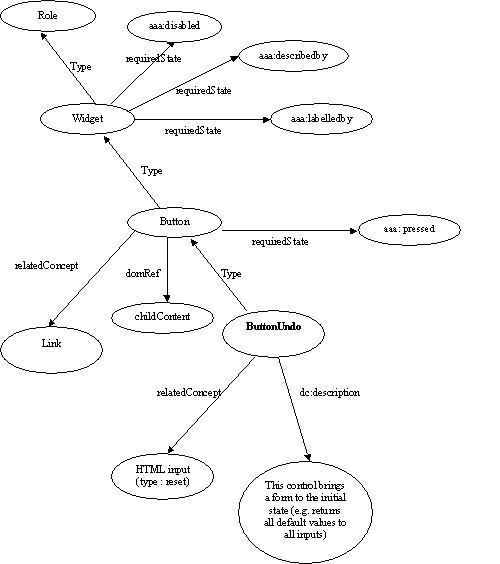 Role
aaa:disabled
aaa:describedby
Type
requiredState
requiredState
Widget
aaa:labelledby
requiredState
Type
Button
aaa: pressed
requiredState
relatedConcept
domRef
Type
childContent
ButtonUndo
Link
relatedConcept
dc:description
HTML input
(type : reset)
This control brings
a form to the initial
state (e.g. returns
all default values to
all inputs)